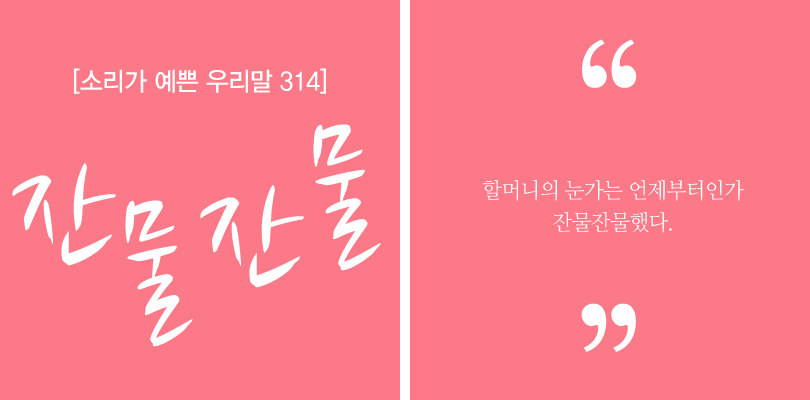 [소리가 예쁜 우리말 314]
잔물잔물
“
할머니의 눈가는 언제부터인가
잔물잔물했다.
”